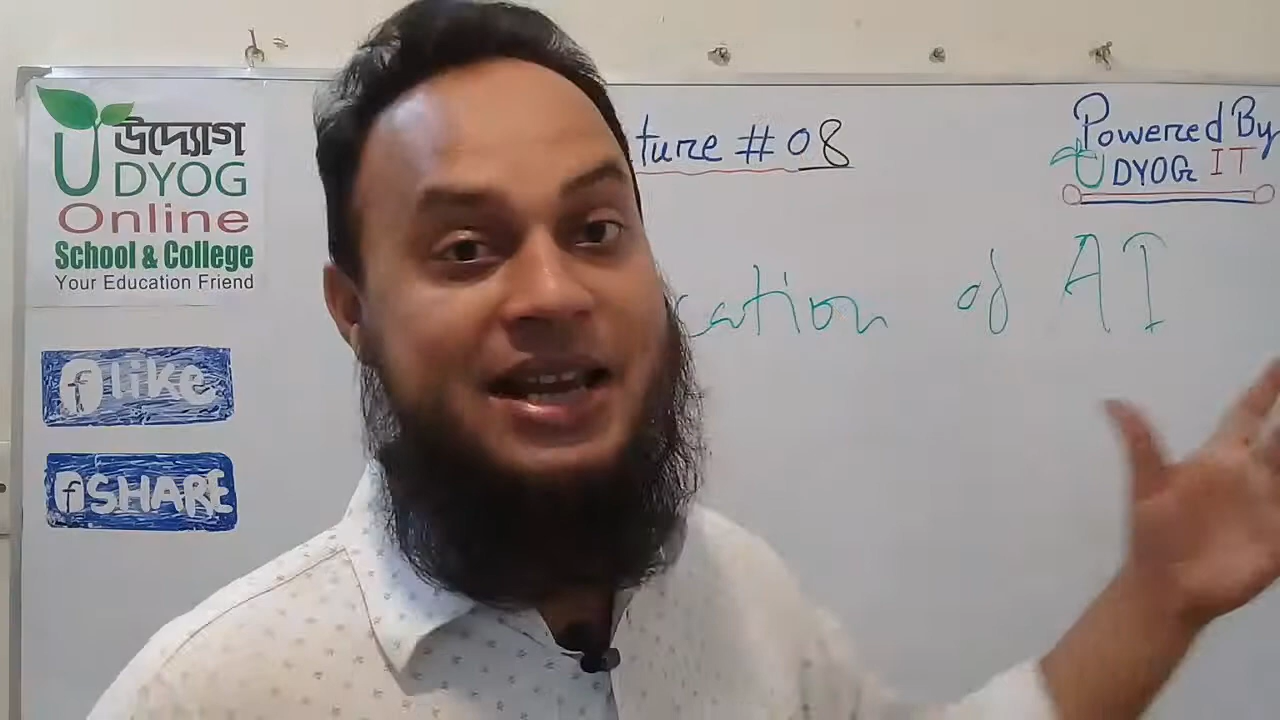 উদ্যোগ
UDYOG
Online
School & College
Your Education Friend
f like
f SHARE
ture # 08
Powered By
UDYOG IT
cation of AI